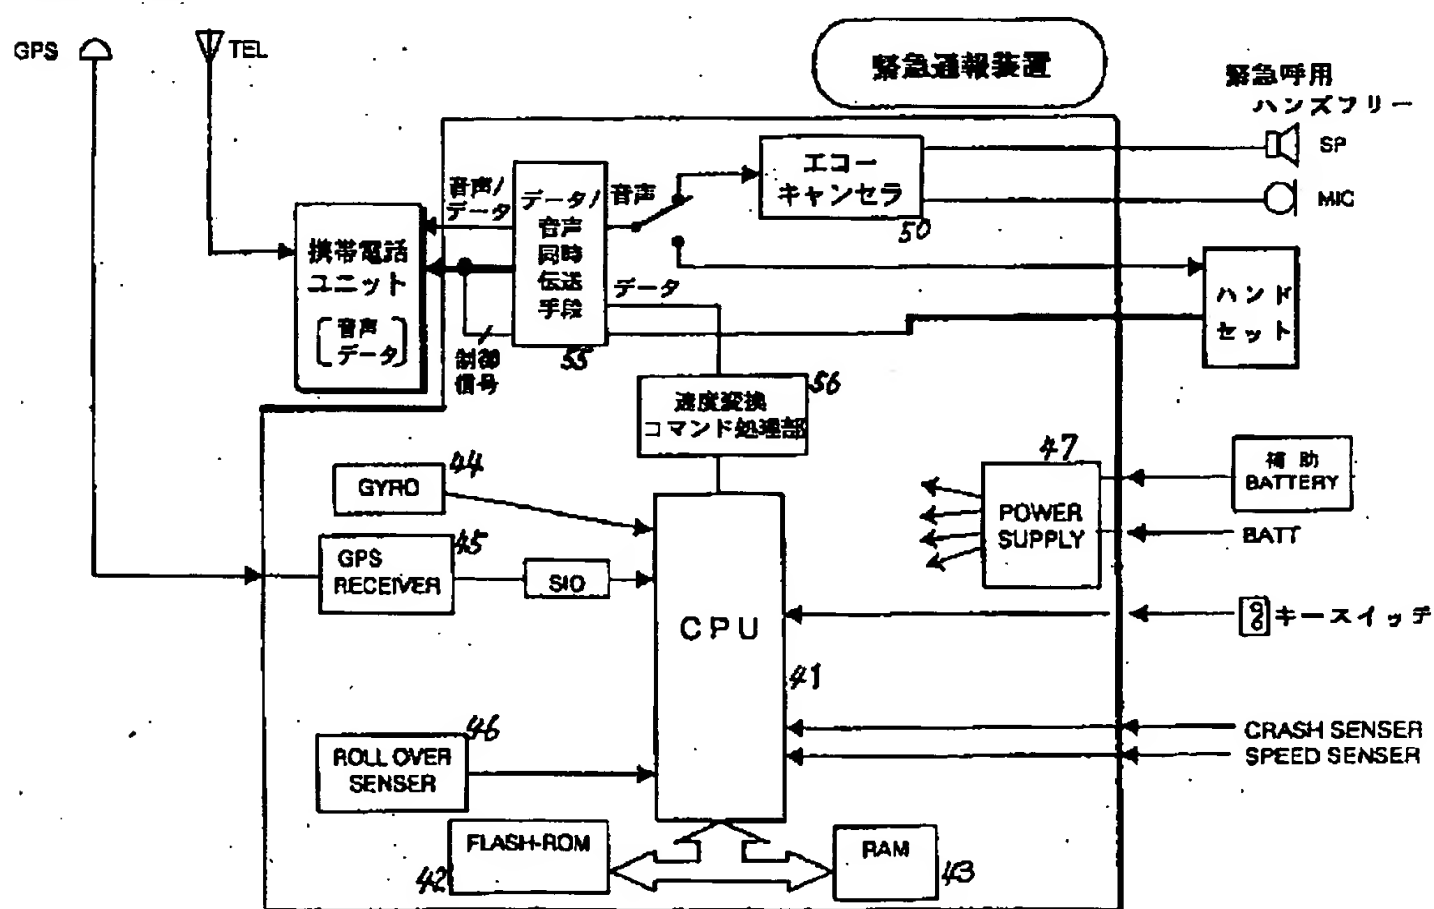 GPS
TEL
緊急通報装置
緊急呼用
ハンズフリー
SP
MIC
エコー
キャンセラ
50
音声/
データ
データ/
音声
同時
伝送
手段
55
音声
データ
携帯電話
ユニット
音声
データ
制御
信号
ハンド
セット
速度変換
コマンド処理部
56
GYRO
44
GPS
RECEIVER
45
SIO
CPU
41
POWER
SUPPLY
47
補助
BATTERY
BATT
キースイッチ
CRASH SENSER
SPEED SENSER
ROLL OVER
SENSER
46
FLASH-ROM
42
RAM
43